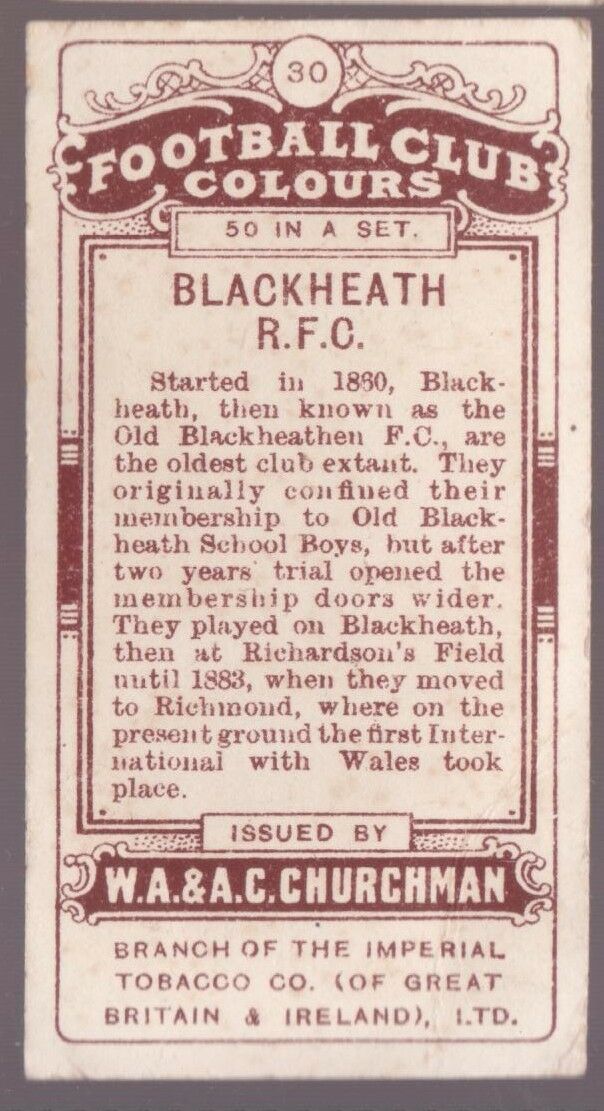 30
FOOTBALL CLUB
COLOURS
50 IN A SET.
BLACKHEATH
R.F.C.
Started in 1860, Black-
heath, then known as the
Old Blackheathen F.C., are
the oldest club extant. They
originally confined their
membership to Old Black-
heath School Boys, but after
two years' trial opened the
membership doors wider.
They played on Blackheath,
then at Richardson's Field
until 1883, when they moved
to Richmond, where on the
present ground the first Inter-
national with Wales took
place.
ISSUED BY
W.A.&A.C.CHURCHMAN
BRANCH OF THE IMPERIAL
TOBACCO CO. (OF GREAT
BRITAIN & IRELAND), LTD.